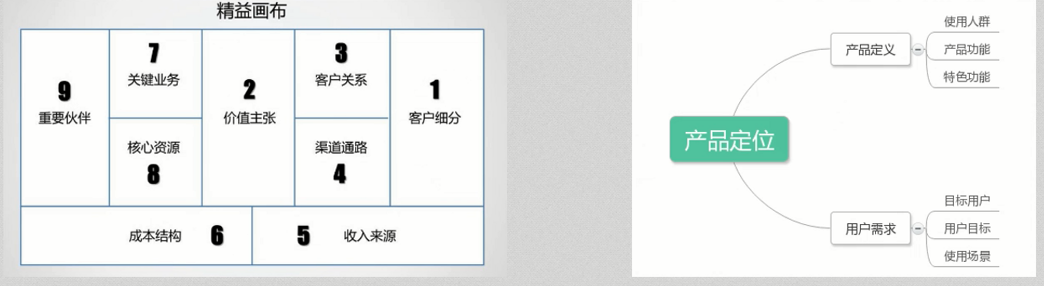 精益画布
9
重要伙伴
7
关键业务
核心资源
8
2
价值主张
3
客户关系
渠道通路
4
1
客户细分
成本结构 6
5 收入来源
产品定位
产品定义
使用人群
产品功能
特色功能
用户需求
目标用户
用户目标
使用场景